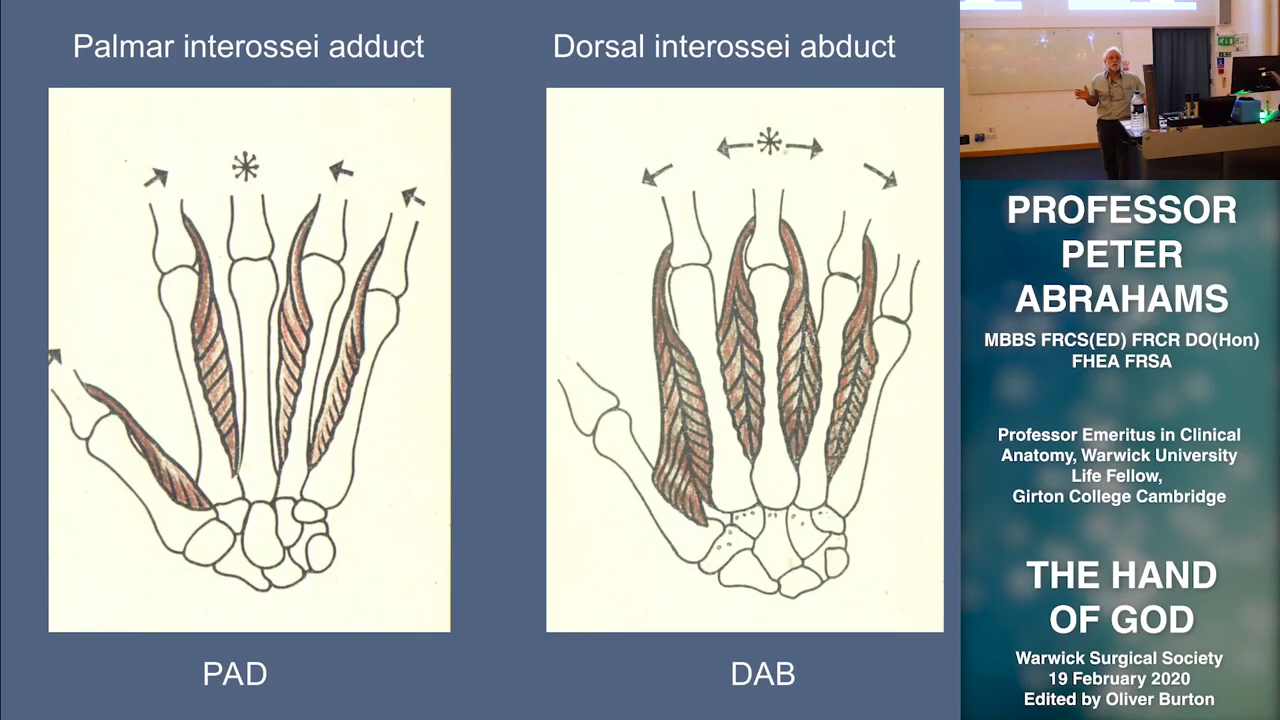 Palmar interossei adduct
Dorsal interossei abduct
PAD
DAB
PROFESSOR
PETER
ABRAHAMS
MBBS FRCS(ED) FRCR DO(Hon)
FHEA FRSA
Professor Emeritus in Clinical
Anatomy, Warwick University
Life Fellow,
Girton College Cambridge
THE HAND
OF GOD
Warwick Surgical Society
19 February 2020
Edited by Oliver Burton